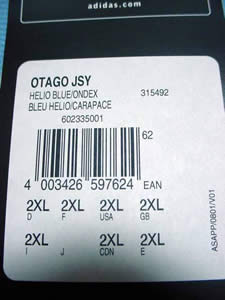 adidas.com
OTAGO JSY
HELIO BLUE/ONDEX 315492
BLEU HELIO/CARAPACE
602335001
62
4 003426 597624 EAN
2XL 2XL 2XL 2XL
D F USA GB
2XL 2XL 2XL
I J CDN E
ASAPP/0801/V01